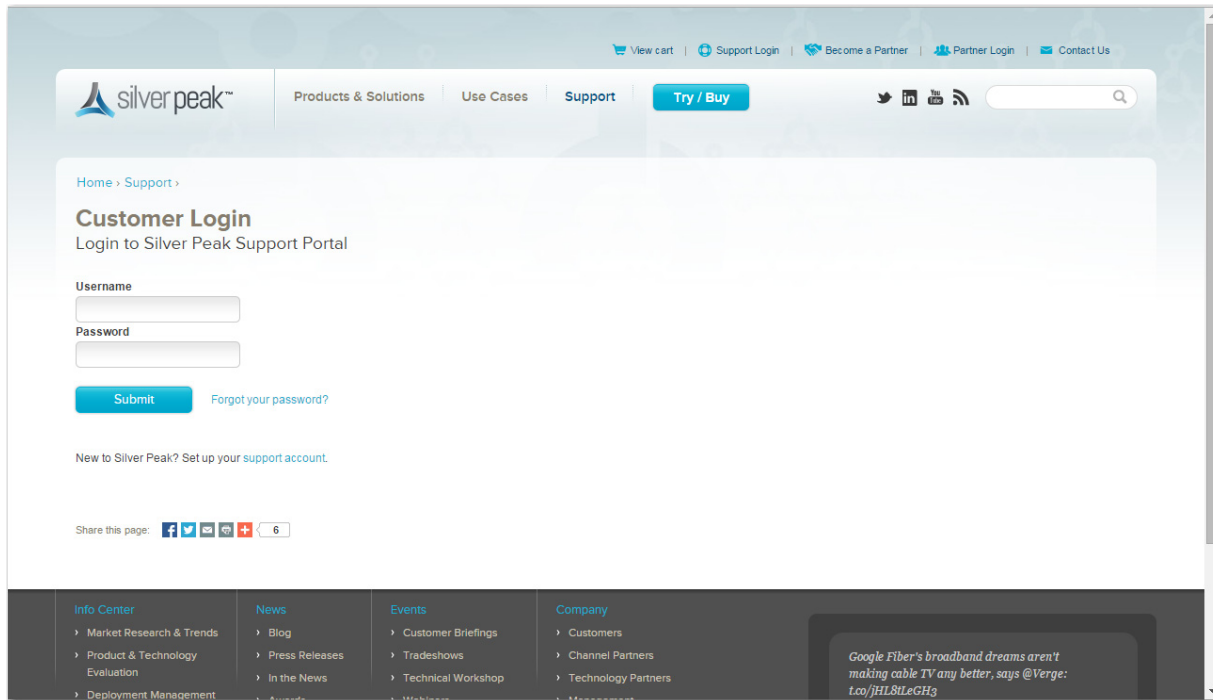 View cart | Support Login | Become a Partner | Partner Login | Contact Us
silver peak™ Products & Solutions Use Cases Support Try / Buy
Home › Support ›
Customer Login
Login to Silver Peak Support Portal
Username
Password
Submit Forgot your password?
New to Silver Peak? Set up your support account.
Share this page: 6
Info Center
› Market Research & Trends
› Product & Technology
Evaluation
› Deployment Management
News
› Blog
› Press Releases
› In the News
› Awards
Events
› Customer Briefings
› Tradeshows
› Technical Workshop
› Webinars
Company
› Customers
› Channel Partners
› Technology Partners
› Management
Google Fiber's broadband dreams aren't
making cable TV any better, says @Verge:
t.co/jHL8tLeGH3